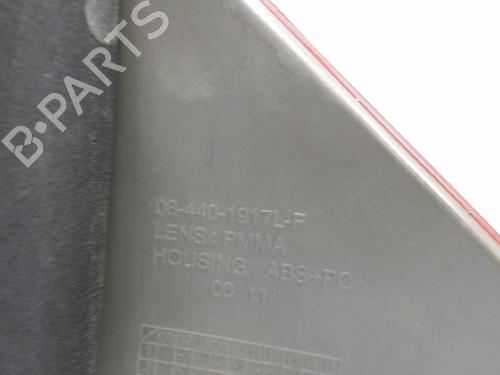 B-PARTS
08-440-1917L-F
LENS : PMMA
HOUSING : ABS+PC
03 11